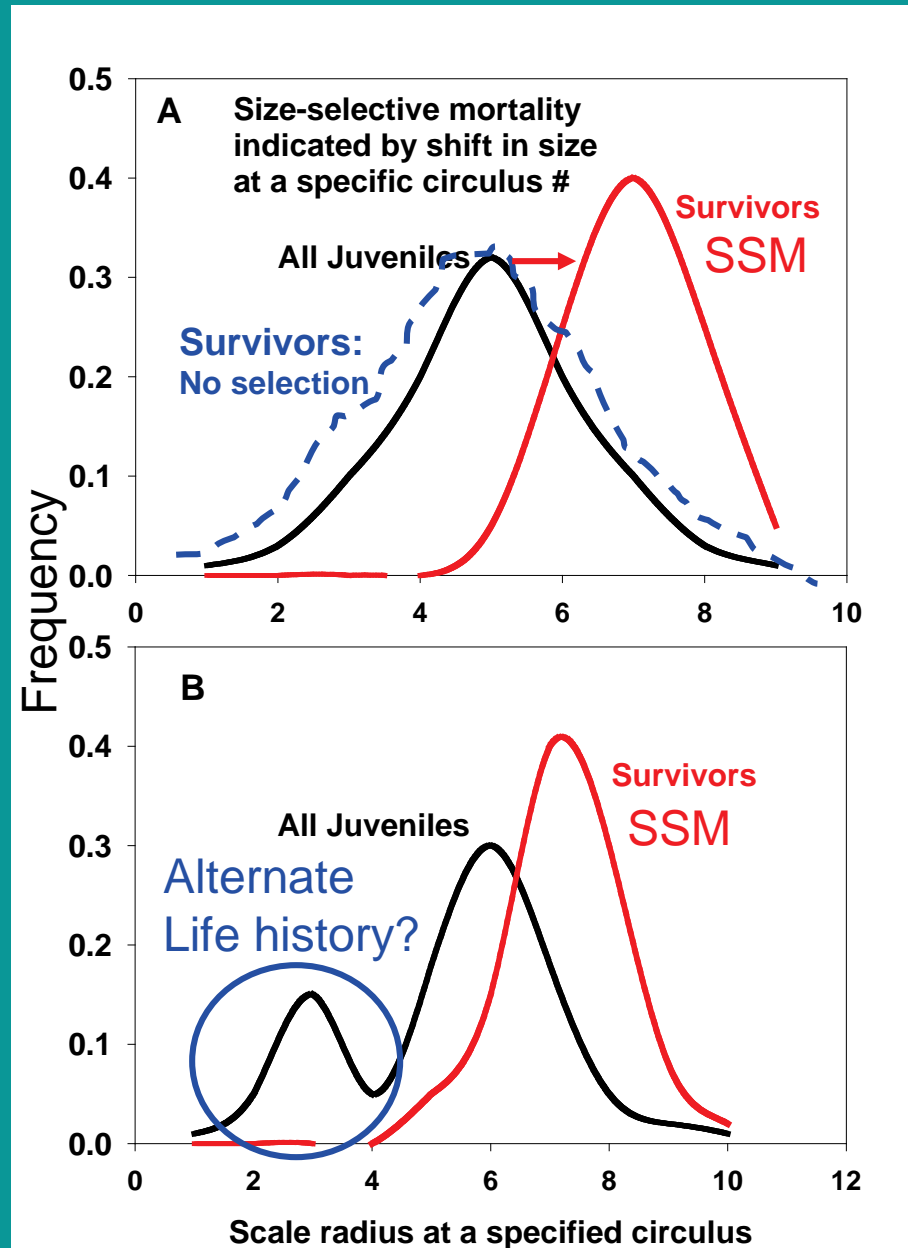 A
Size-selective mortality
indicated by shift in size
at a specific circulus #
Survivors
SSM
All Juveniles
Survivors:
No selection
0.5
0.4
0.3
0.2
0.1
0.0
0 2 4 6 8 10
Frequency
B
Survivors
SSM
All Juveniles
Alternate
Life history?
0.5
0.4
0.3
0.2
0.1
0.0
0 2 4 6 8 10 12
Scale radius at a specified circulus